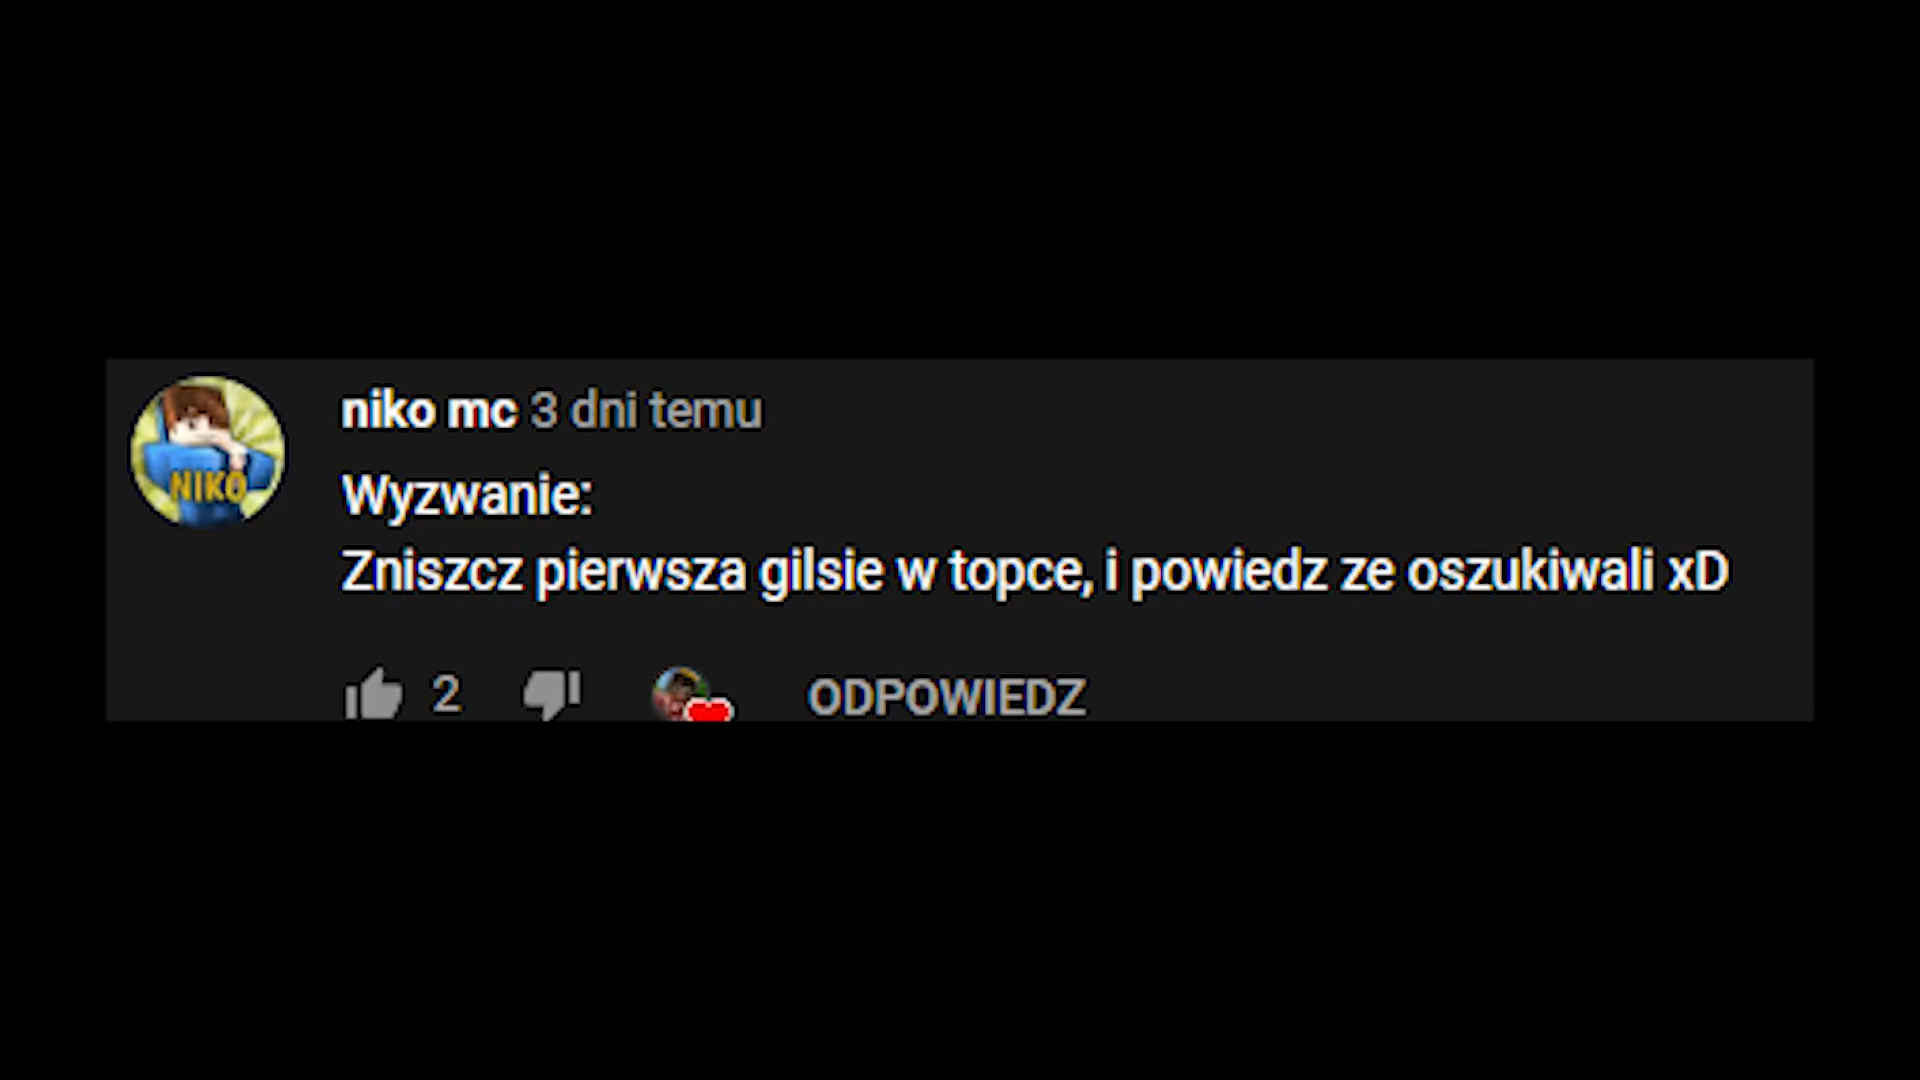 niko mc 3 dni temu
NIKO
Wyzwanie:
Zniszcz pierwsza gilsie w topce, i powiedz ze oszukiwali xD
2 ODPOWIEDZ